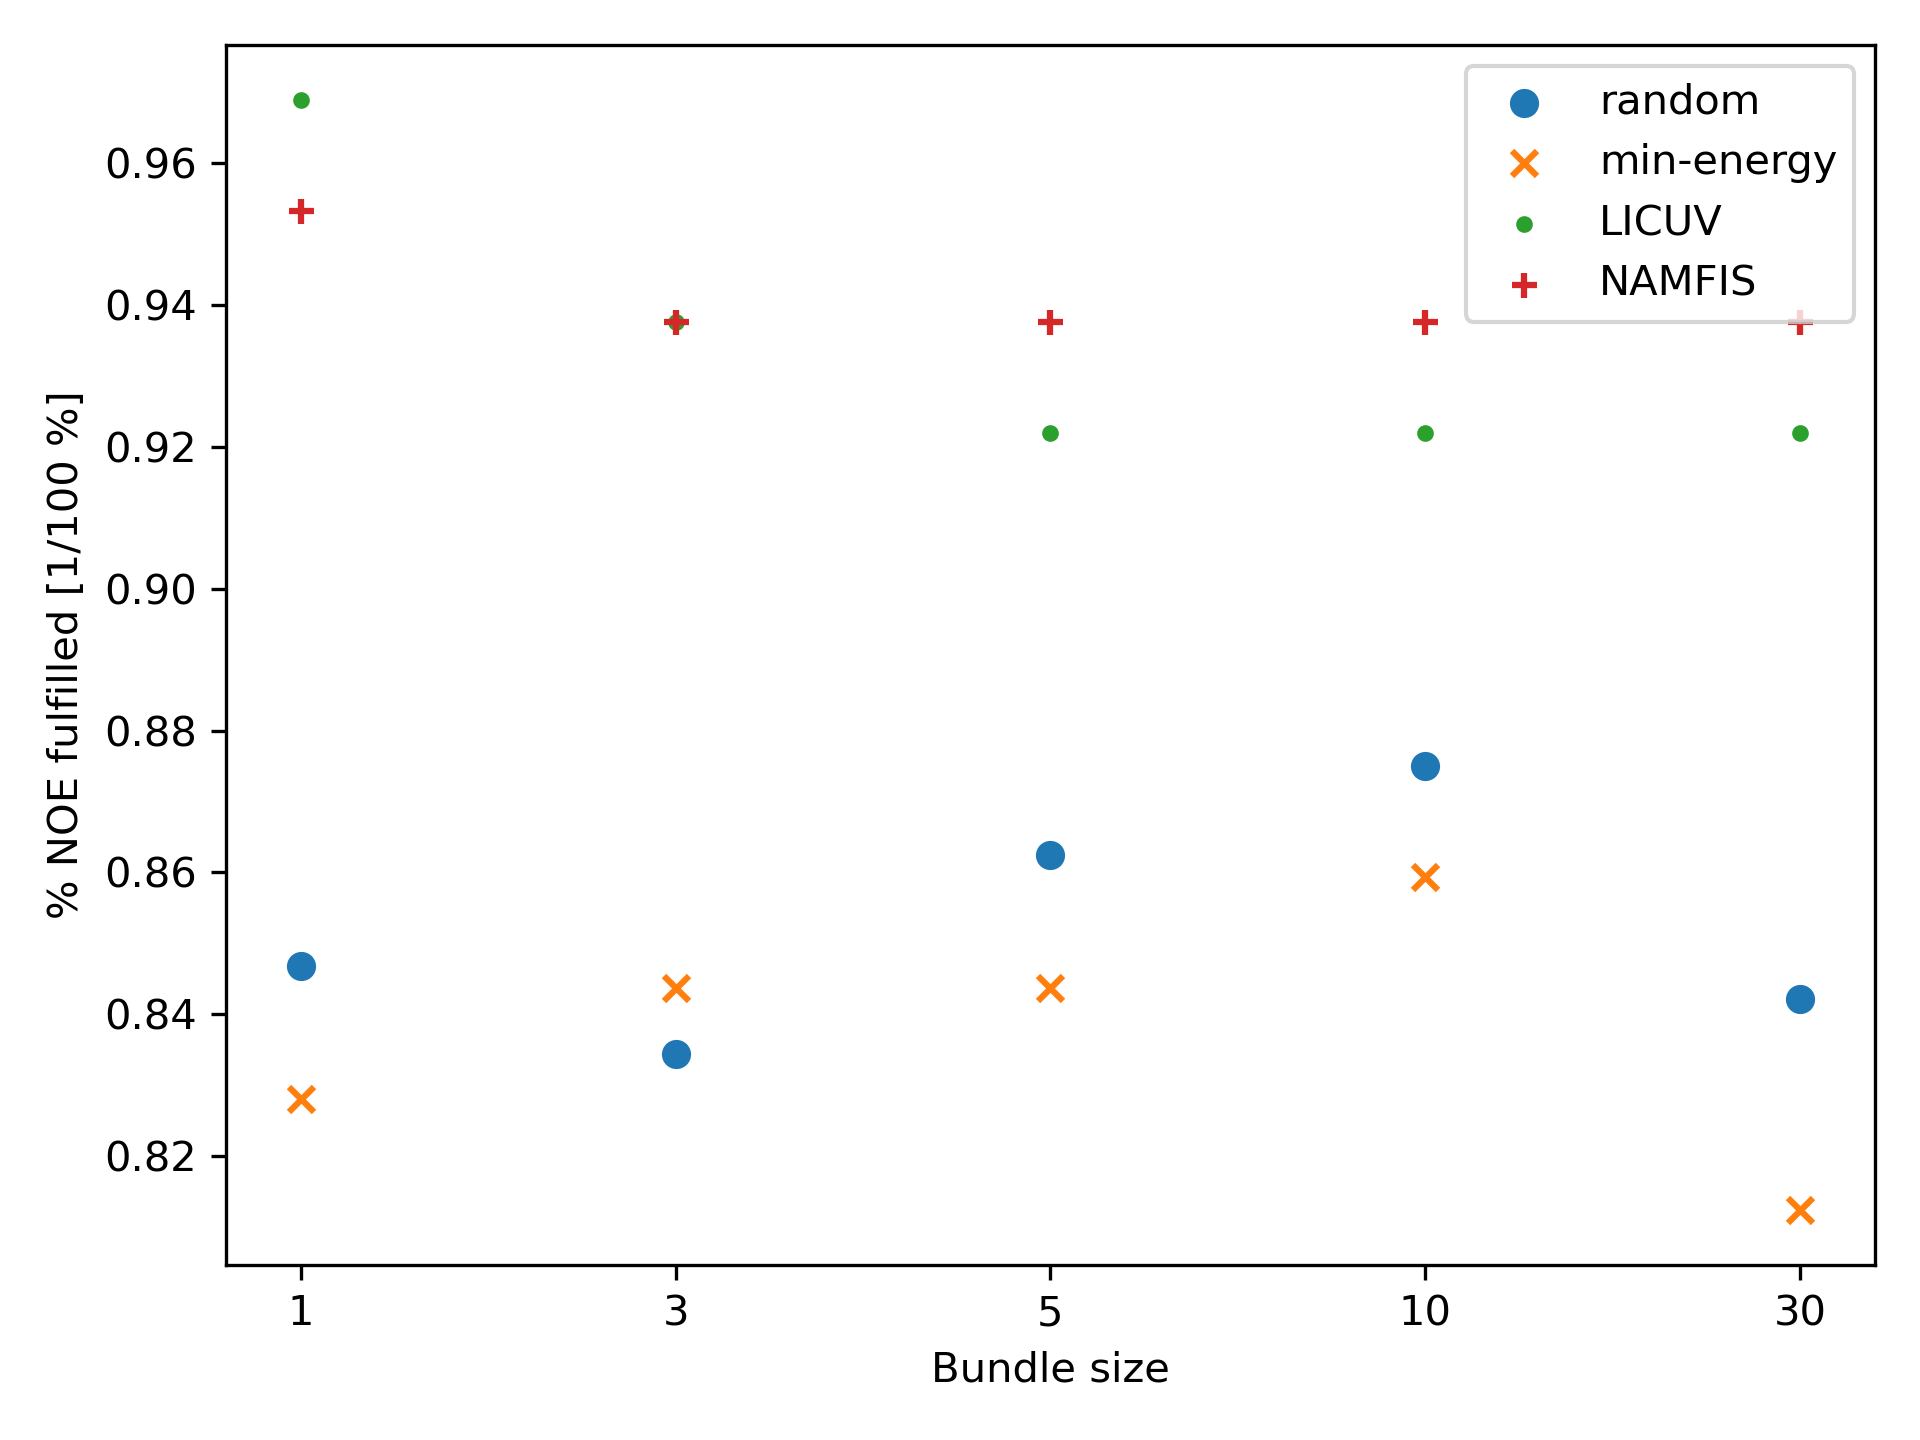 random
min-energy
LICUV
NAMFIS
0.96
0.94
0.92
0.90
0.88
0.86
0.84
0.82
% NOE fulfilled [1/100 %]
1 3 5 10 30
Bundle size